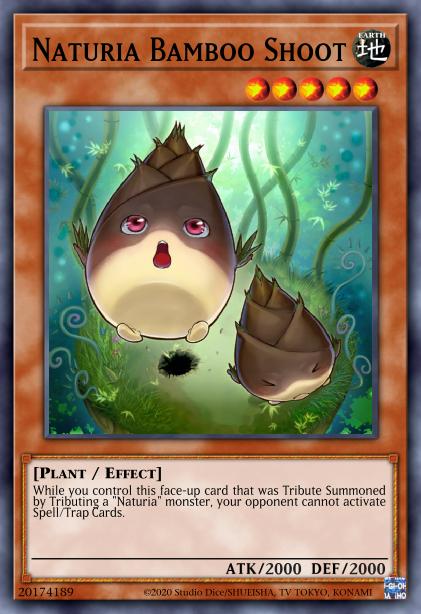 NATURIA BAMBOO SHOOT
EARTH
地
[PLANT / EFFECT]
While you control this face-up card that was Tribute Summoned
by Tributing a "Naturia" monster, your opponent cannot activate
Spell/Trap Cards.
ATK/2000 DEF/2000
20174189 ©2020 Studio Dice/SHUEISHA, TV TOKYO, KONAMI